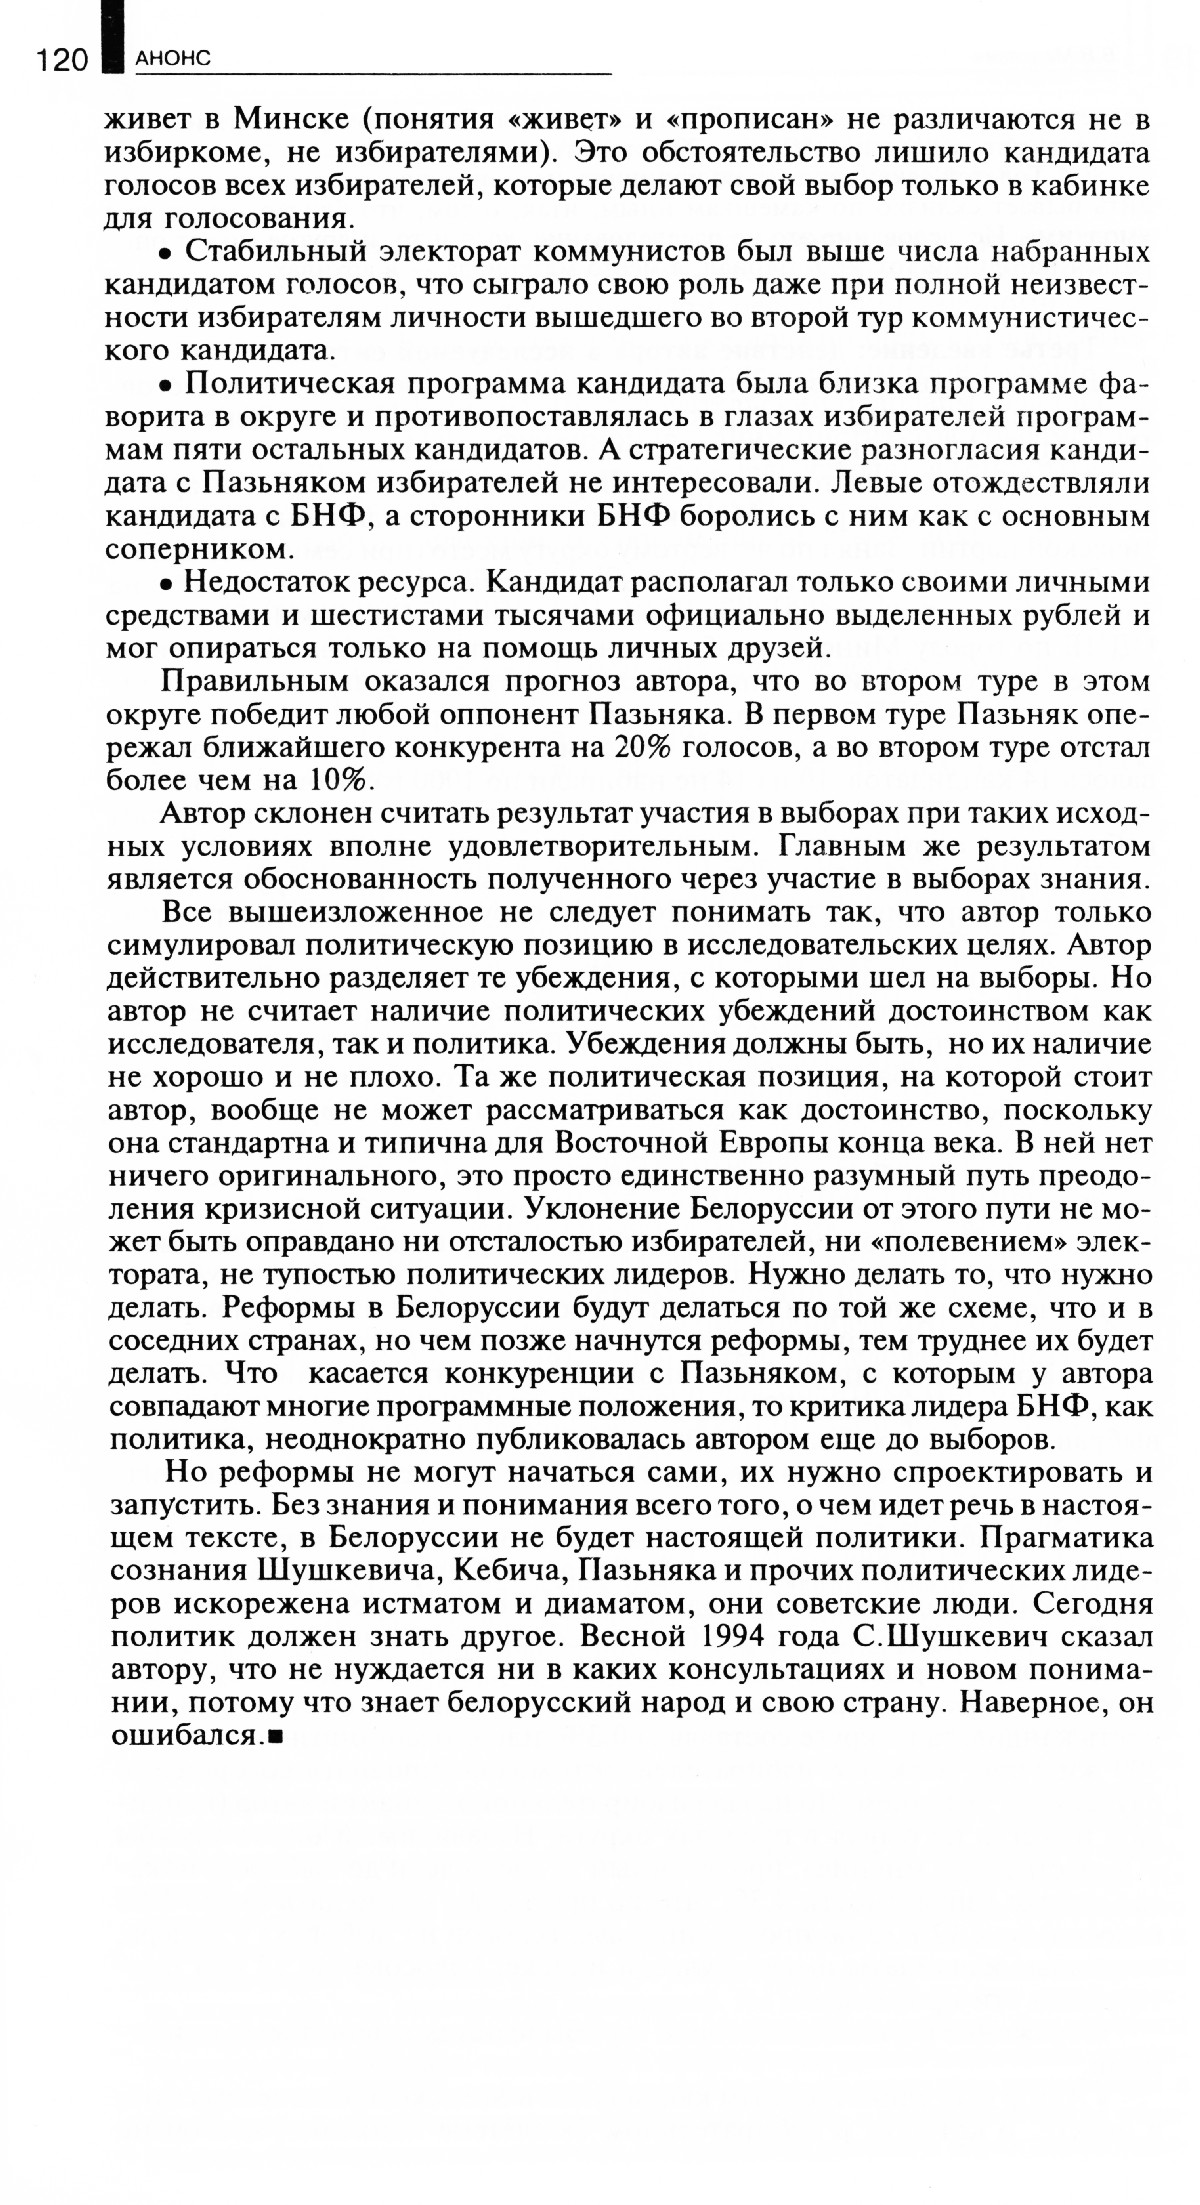 120 АНОНС
живет в Минске (понятия «живет» и «прописан» не различаются не в
избиркоме, не избирателями). Это обстоятельство лишило кандидата
голосов всех избирателей, которые делают свой выбор только в кабинке
для голосования.
• Стабильный электорат коммунистов был выше числа набранных
кандидатом голосов, что сыграло свою роль даже при полной неизвест-
ности избирателям личности вышедшего во второй тур коммунистичес-
кого кандидата.
• Политическая программа кандидата была близка программе фа-
ворита в округе и противопоставлялась в глазах избирателей програм-
мам пяти остальных кандидатов. А стратегические разногласия канди-
дата с Пазьняком избирателей не интересовали. Левые отождествляли
кандидата с БНФ, а сторонники БНФ боролись с ним как с основным
соперником.
• Недостаток ресурса. Кандидат располагал только своими личными
средствами и шестистами тысячами официально выделенных рублей и
мог опираться только на помощь личных друзей.
Правильным оказался прогноз автора, что во втором туре в этом
округе победит любой оппонент Пазьняка. В первом туре Пазьняк опе-
режал ближайшего конкурента на 20% голосов, а во втором туре отстал
более чем на 10%.
Автор склонен считать результат участия в выборах при таких исход-
ных условиях вполне удовлетворительным. Главным же результатом
является обоснованность полученного через участие в выборах знания.
Все вышеизложенное не следует понимать так, что автор только
симулировал политическую позицию в исследовательских целях. Автор
действительно разделяет те убеждения, с которыми шел на выборы. Но
автор не считает наличие политических убеждений достоинством как
исследователя, так и политика. Убеждения должны быть, но их наличие
не хорошо и не плохо. Та же политическая позиция, на которой стоит
автор, вообще не может рассматриваться как достоинство, поскольку
она стандартна и типична для Восточной Европы конца века. В ней нет
ничего оригинального, это просто единственно разумный путь преодо-
ления кризисной ситуации. Уклонение Белоруссии от этого пути не мо-
жет быть оправдано ни отсталостью избирателей, ни «полевением» элек-
тората, не тупостью политических лидеров. Нужно делать то, что нужно
делать. Реформы в Белоруссии будут делаться по той же схеме, что и в
соседних странах, но чем позже начнутся реформы, тем труднее их будет
делать. Что касается конкуренции с Пазьняком, с которым у автора
совпадают многие программные положения, то критика лидера БНФ, как
политика, неоднократно публиковалась автором еще до выборов.
Но реформы не могут начаться сами, их нужно спроектировать и
запустить. Без знания и понимания всего того, о чем идет речь в настоя-
щем тексте, в Белоруссии не будет настоящей политики. Прагматика
сознания Шушкевича, Кебича, Пазьняка и прочих политических лиде-
ров искорежена истматом и диаматом, они советские люди. Сегодня
политик должен знать другое. Весной 1994 года С.Шушкевич сказал
автору, что не нуждается ни в каких консультациях и новом понима-
нии, потому что знает белорусский народ и свою страну. Наверное, он
ошибался.■